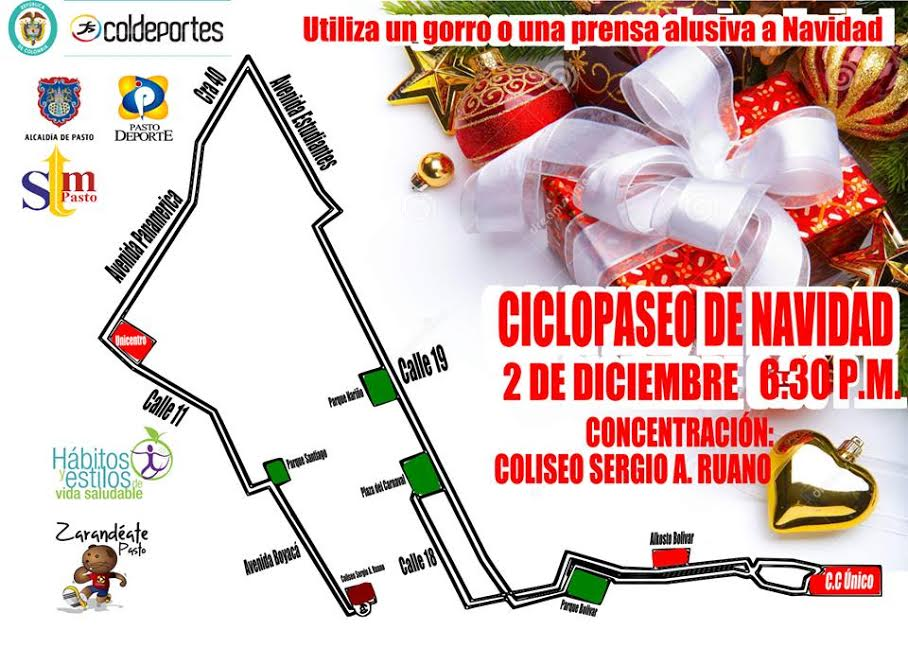 REPUBLICA
DE COLOMBIA
coldeportes
Utiliza un gorro o una prensa alusiva a Navidad
ALCALDÍA DE PASTO
PASTO
DEPORTE
stm
Pasto
Cra 40
Avenida Estudiantes
Avenida Panamerica
Unicentro
Calle 11
Parque Nariño
Calle 19
CICLOPASEO DE NAVIDAD
2 DE DICIEMBRE 6:30 P.M.
CONCENTRACIÓN:
COLISEO SERGIO A. RUANO
Hábitos
y estilos de
vida saludable
Parque Santiago
Plaza del Carnaval
Zarandéate
Pasto
Avenida Boyacá
Coliseo Sergio A. Ruano
Calle 18
Alkosto Bolivar
Parque Bolivar
C.C Único